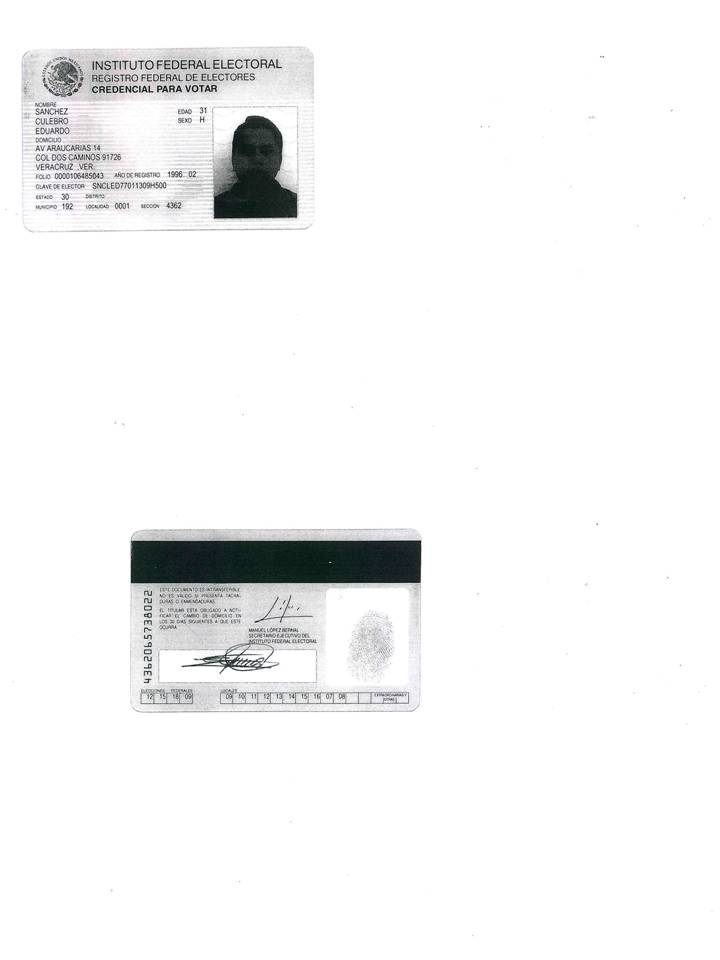 INSTITUTO FEDERAL ELECTORAL
REGISTRO FEDERAL DE ELECTORES
CREDENCIAL PARA VOTAR
NOMBRE
SANCHEZ
CULEBRO
EDUARDO
EDAD 31
SEXO H
DOMICILIO
AV ARAUCARIAS 14
COL DOS CAMINOS 91726
VERACRUZ ,VER.
FOLIO 0000106485043 AÑO DE REGISTRO 1996 02
CLAVE DE ELECTOR SNCLED77011309H500
ESTADO 30 DISTRITO
MUNICIPIO 192 LOCALIDAD 0001 SECCIÓN 4362
ESTE DOCUMENTO ES INTRANSFERIBLE,
NO ES VALIDO SI PRESENTA TACHA-
DURAS O ENMENDADURAS.
EL TITULAR ESTA OBLIGADO A NOTI-
FICAR EL CAMBIO DE DOMICILIO EN
LOS 30 DIAS SIGUIENTES A QUE ESTE
OCURRA.
MANUEL LÓPEZ BERNAL
SECRETARIO EJECUTIVO DEL
INSTITUTO FEDERAL ELECTORAL
ELECCIONES FEDERALES
12 15 18 09
LOCALES
09 10 11 12 13 14 15 16 07 08
EXTRAORDINARIAS Y
OTRAS